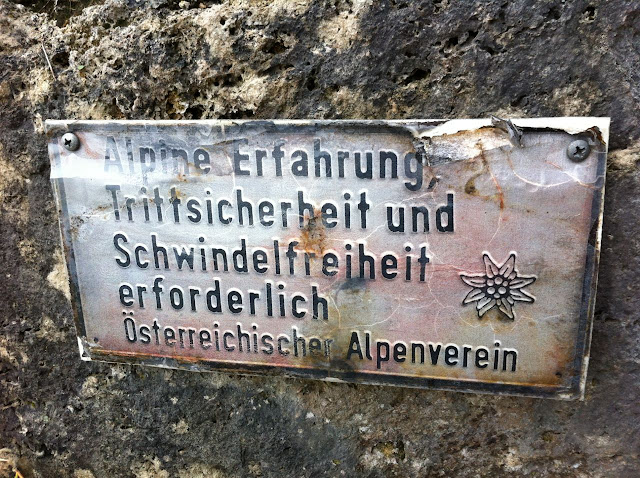 Alpine Erfahrung,
Trittsicherheit und
Schwindelfreiheit
erforderlich
Österreichischer Alpenverein